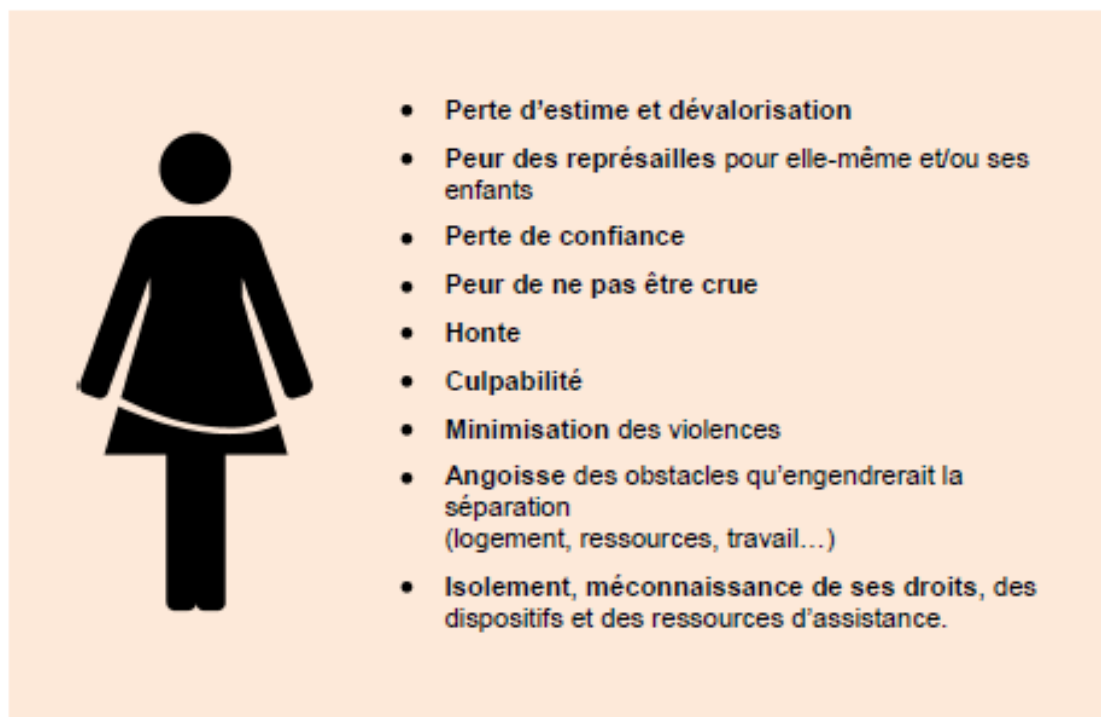 • Perte d'estime et dévalorisation
• Peur des représailles pour elle-même et/ou ses
enfants
• Perte de confiance
• Peur de ne pas être crue
• Honte
• Culpabilité
• Minimisation des violences
• Angoisse des obstacles qu'engendrerait la
séparation
(logement, ressources, travail…)
• Isolement, méconnaissance de ses droits, des
dispositifs et des ressources d'assistance.